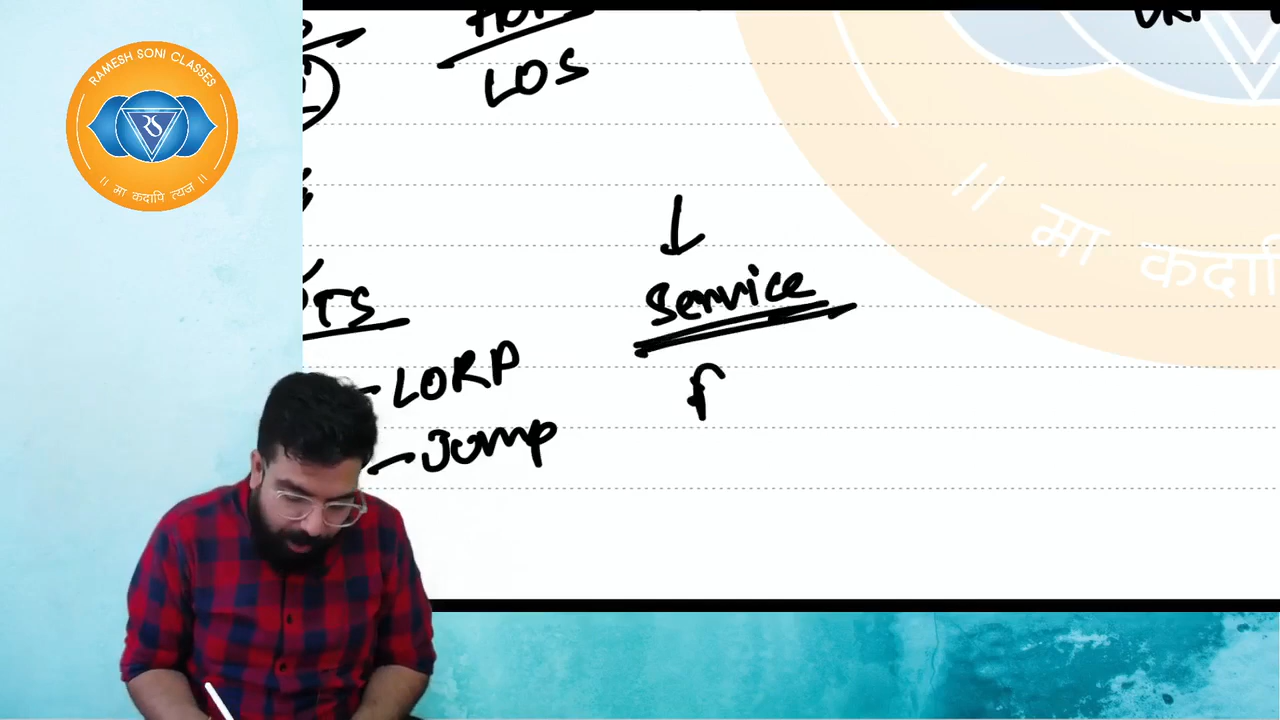 RAMESH SONI CLASSES
RS
॥ मा कदापि त्यज ॥
LOS
Service
TS
LORP
Jump
f
॥ मा कदा